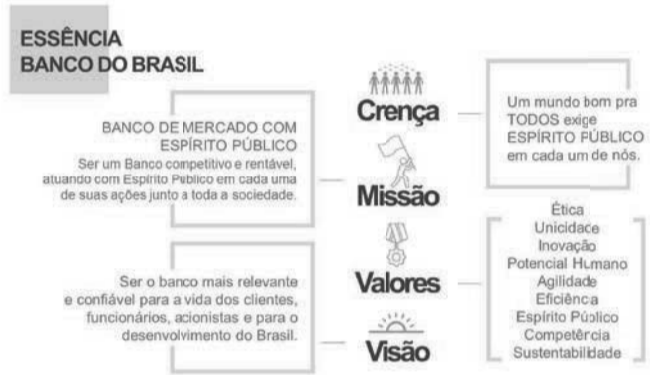 ESSÊNCIA
BANCO DO BRASIL
Crença
Um mundo bom pra
TODOS exige
ESPÍRITO PÚBLICO
em cada um de nós.
BANCO DE MERCADO COM
ESPÍRITO PÚBLICO
Ser um Banco competitivo e rentável,
atuando com Espírito Público em cada uma
de suas ações junto a toda a sociedade.
Missão
Valores
Ética
Unicidade
Inovação
Potencial Humano
Agilidade
Eficiência
Espírito Público
Competência
Sustentabilidade
Ser o banco mais relevante
e confiável para a vida dos clientes,
funcionários, acionistas e para o
desenvolvimento do Brasil.
Visão